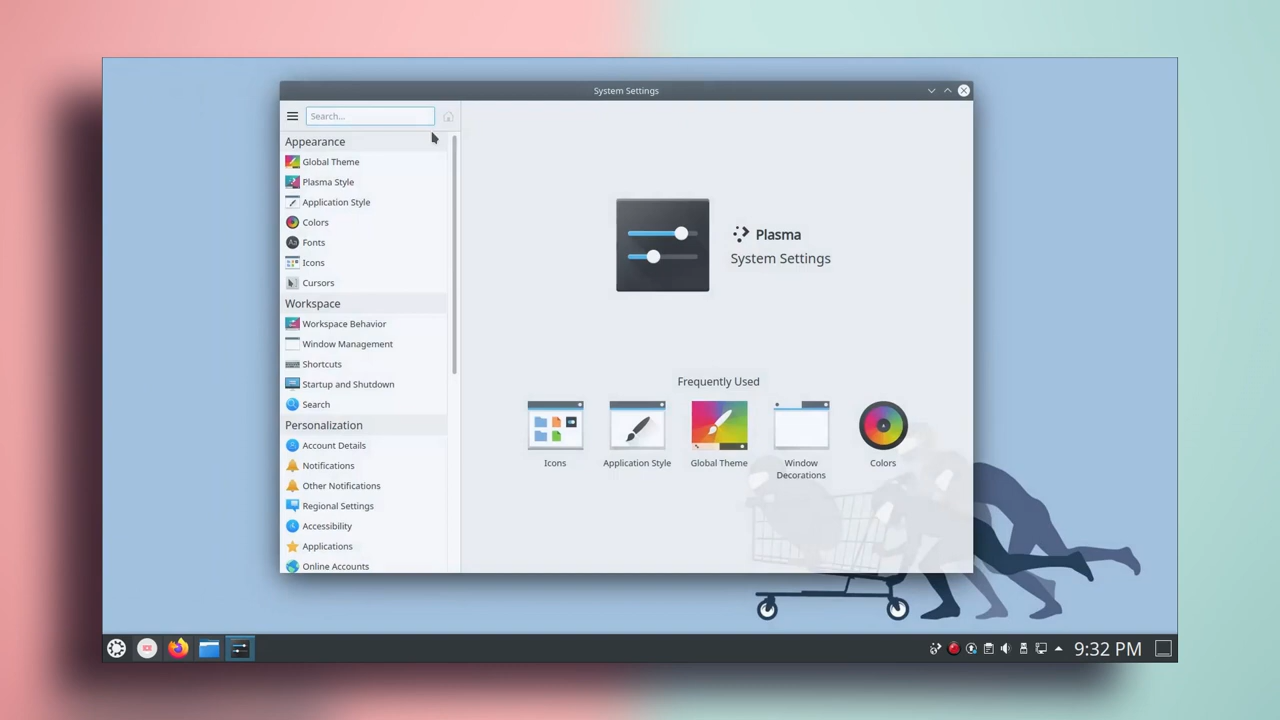 System Settings
Search...
Appearance
Global Theme
Plasma Style
Application Style
Colors
Fonts
Icons
Cursors
Workspace
Workspace Behavior
Window Management
Shortcuts
Startup and Shutdown
Search
Personalization
Account Details
Notifications
Other Notifications
Regional Settings
Accessibility
Applications
Online Accounts
Plasma
System Settings
Frequently Used
Icons
Application Style
Global Theme
Window
Decorations
Colors
9:32 PM